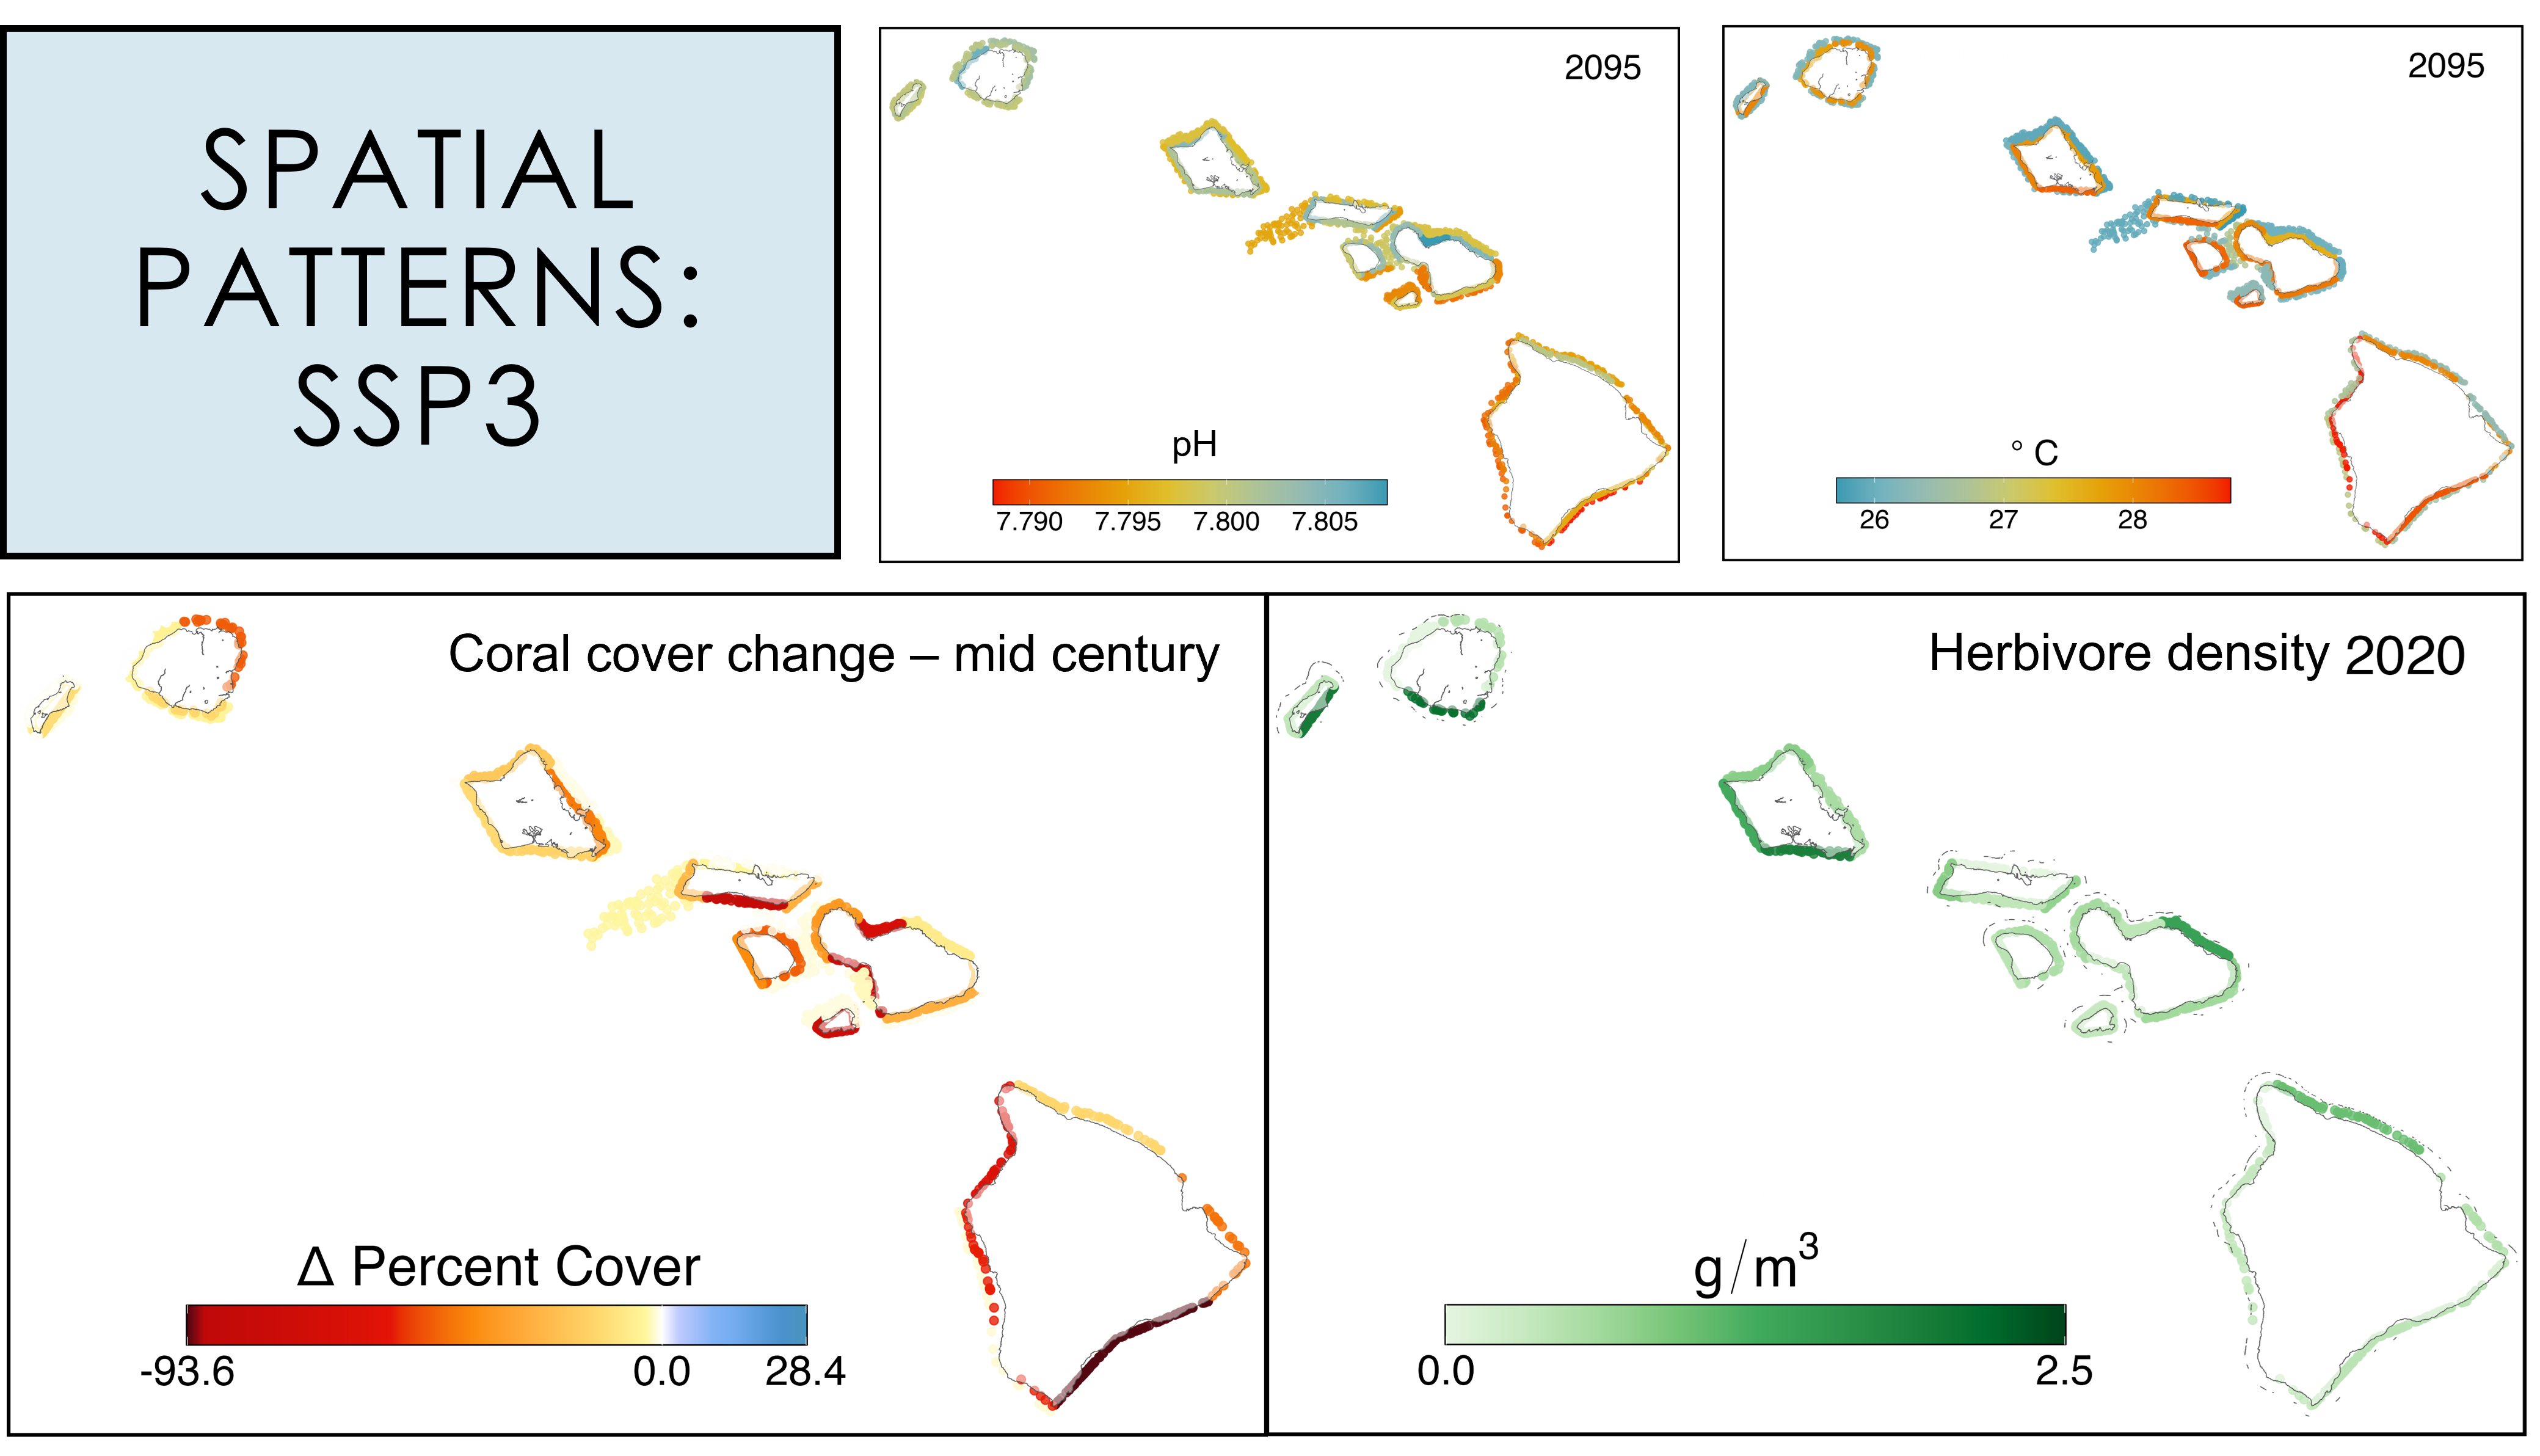 SPATIAL
PATTERNS:
SSP3
2095
pH
7.790 7.795 7.800 7.805
2095
° C
26 27 28
Coral cover change – mid century
Δ Percent Cover
-93.6 0.0 28.4
Herbivore density 2020
g/m³
0.0 2.5